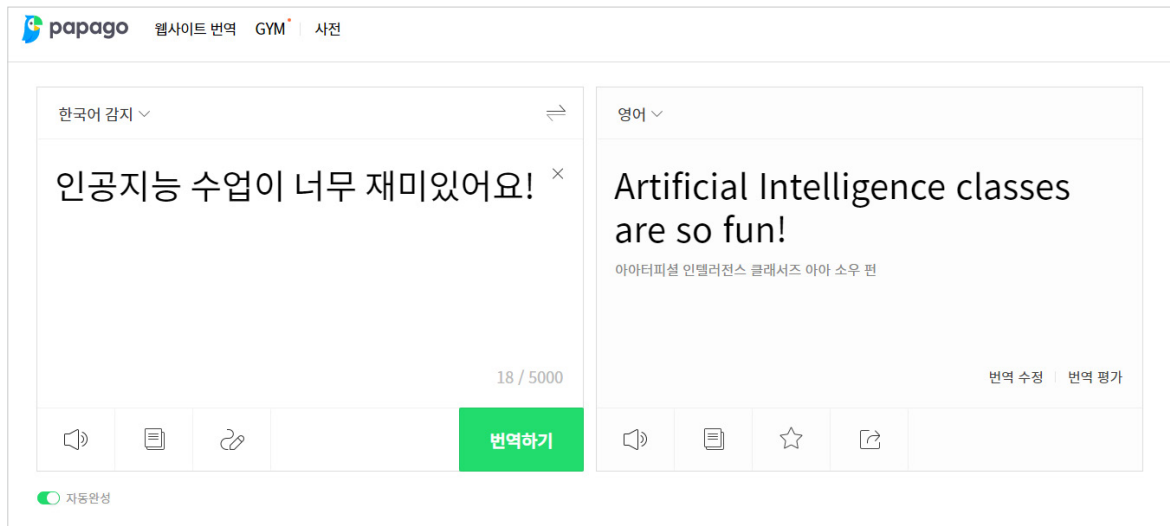 papago 웹사이트 번역 GYM 사전
한국어 감지
인공지능 수업이 너무 재미있어요!
18 / 5000
번역하기
영어
Artificial Intelligence classes
are so fun!
아아터피셜 인텔러전스 클래서즈 아아 소우 펀
번역 수정 번역 평가
자동완성